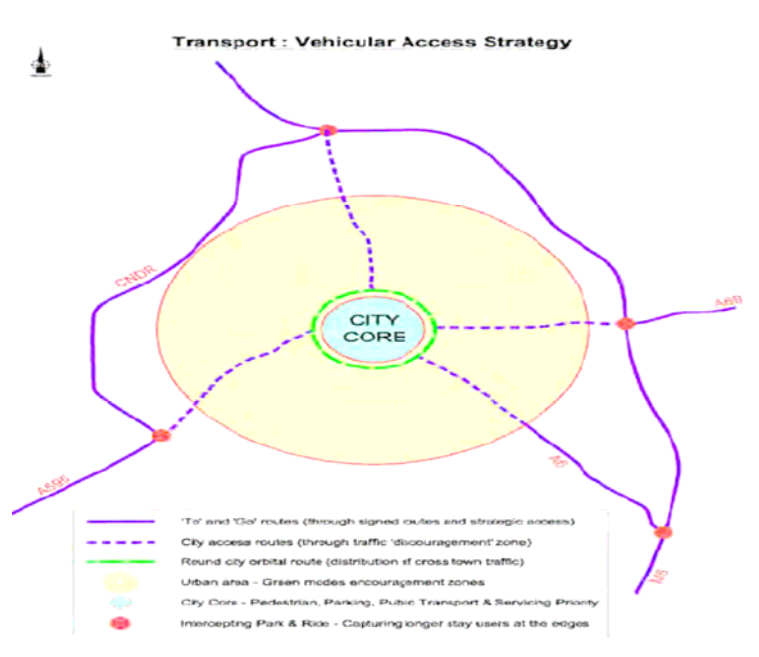 Transport : Vehicular Access Strategy
CNDR
A69
CITY
CORE
A595
A6
M6
'To' and 'Go' routes (through signed routes and strategic access)
City access routes (through traffic 'discouragement' zone)
Round city orbital route (distribution of cross town traffic)
Urban area - Green modes encouragement zones
City Core - Pedestrian, Parking, Pubic Transport & Servicing Priority
Intercepting Park & Ride - Capturing longer stay users at the edges